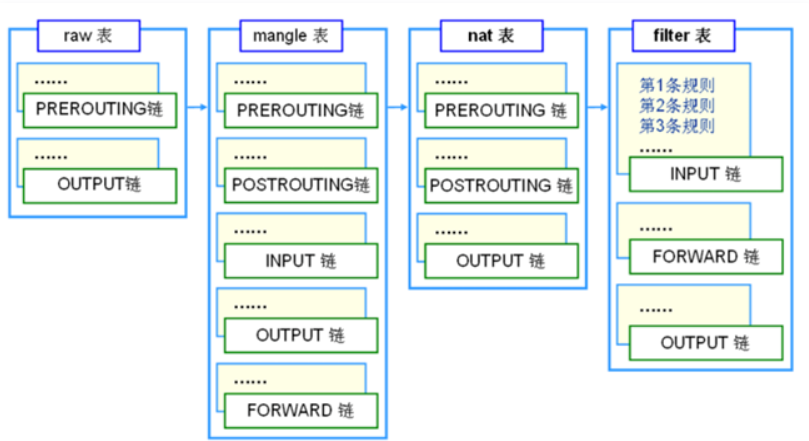 raw 表
……
PREROUTING链
……
OUTPUT链
mangle 表
……
PREROUTING链
……
POSTROUTING链
……
INPUT 链
……
OUTPUT 链
……
FORWARD 链
nat 表
……
PREROUTING 链
……
POSTROUTING 链
……
OUTPUT 链
filter 表
第1条规则
第2条规则
第3条规则
……
INPUT 链
……
FORWARD 链
……
OUTPUT 链